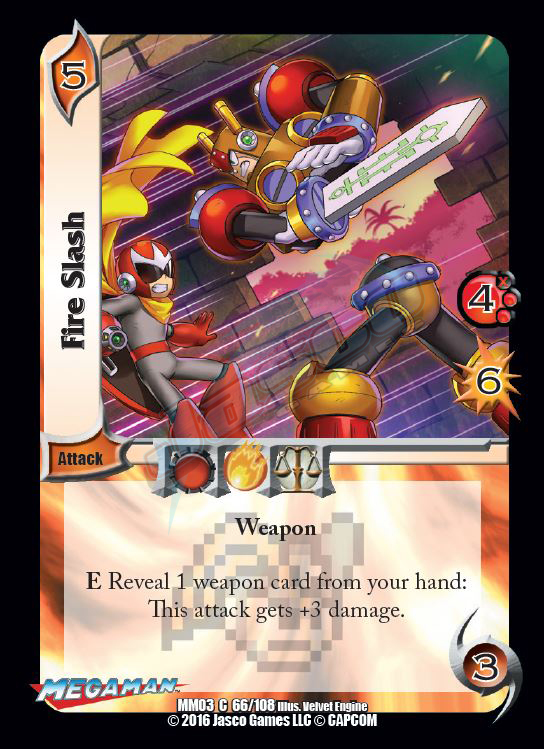 5
Fire Slash
4
6
Attack
Weapon
E Reveal 1 weapon card from your hand:
This attack gets +3 damage.
3
MEGAMAN™
MM03 C 66/108 Illus. Velvet Engine
© 2016 Jasco Games LLC © CAPCOM